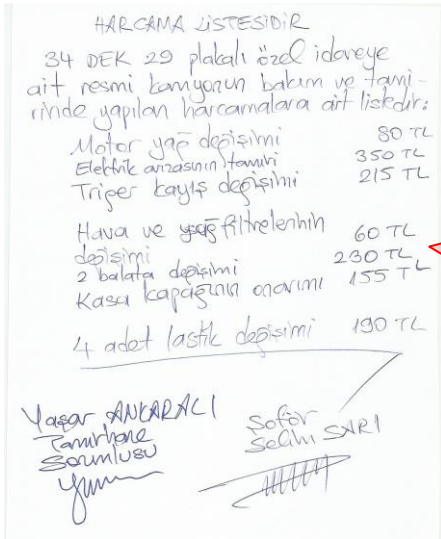 HARCAMA LİSTESİDİR
34 DEK 29 plakalı özel idareye
ait resmi kamyonun bakım ve tami-
rinde yapılan harcamalara ait listedir:
Motor yağ değişimi 80 TL
Elektrik arızasının tamiri 350 TL
Triger kayış değişimi 215 TL
Hava ve filtrelerinin
değişimi 60 TL
2 balata değişimi 230 TL
Kasa kapağının onarımı 155 TL
4 adet lastik değişimi 190 TL
Yaşar ANKARACI
Tamirhane
Sorumlusu
Şoför
Selim SARI